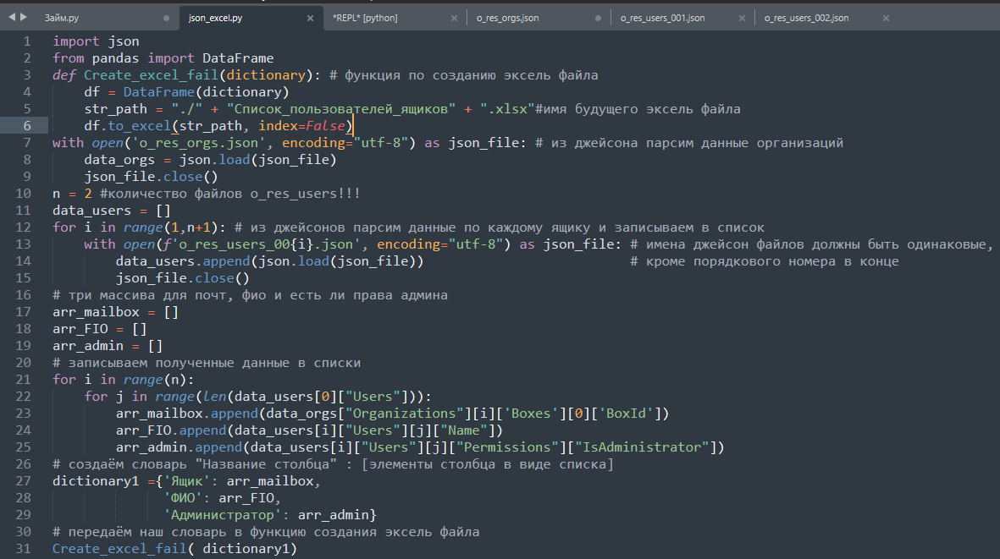 Займ.py json_excel.py *REPL* [python] o_res_orgs.json o_res_users_001.json o_res_users_002.json
1 import json
2 from pandas import DataFrame
3 def Create_excel_fail(dictionary): # функция по созданию эксель файла
4 df = DataFrame(dictionary)
5 str_path = "./" + "Список_пользователей_ящиков" + ".xlsx"#имя будущего эксель файла
6 df.to_excel(str_path, index=False)
7 with open('o_res_orgs.json', encoding="utf-8") as json_file: # из джейсона парсим данные организаций
8 data_orgs = json.load(json_file)
9 json_file.close()
10 n = 2 #количество файлов o_res_users!!!
11 data_users = []
12 for i in range(1,n+1): # из джейсонов парсим данные по каждому ящику и записываем в список
13 with open(f'o_res_users_00{i}.json', encoding="utf-8") as json_file: # имена джейсон файлов должны быть одинаковые,
14 data_users.append(json.load(json_file)) # кроме порядкового номера в конце
15 json_file.close()
16 # три массива для почт, фио и есть ли права админа
17 arr_mailbox = []
18 arr_FIO = []
19 arr_admin = []
20 # записываем полученные данные в списки
21 for i in range(n):
22 for j in range(len(data_users[0]["Users"])):
23 arr_mailbox.append(data_orgs["Organizations"][i]['Boxes'][0]['BoxId'])
24 arr_FIO.append(data_users[i]["Users"][j]["Name"])
25 arr_admin.append(data_users[i]["Users"][j]["Permissions"]["IsAdministrator"])
26 # создаём словарь "Название столбца" : [элементы столбца в виде списка]
27 dictionary1 ={'Ящик': arr_mailbox,
28 'ФИО': arr_FIO,
29 'Администратор': arr_admin}
30 # передаём наш словарь в функцию создания эксель файла
31 Create_excel_fail( dictionary1)